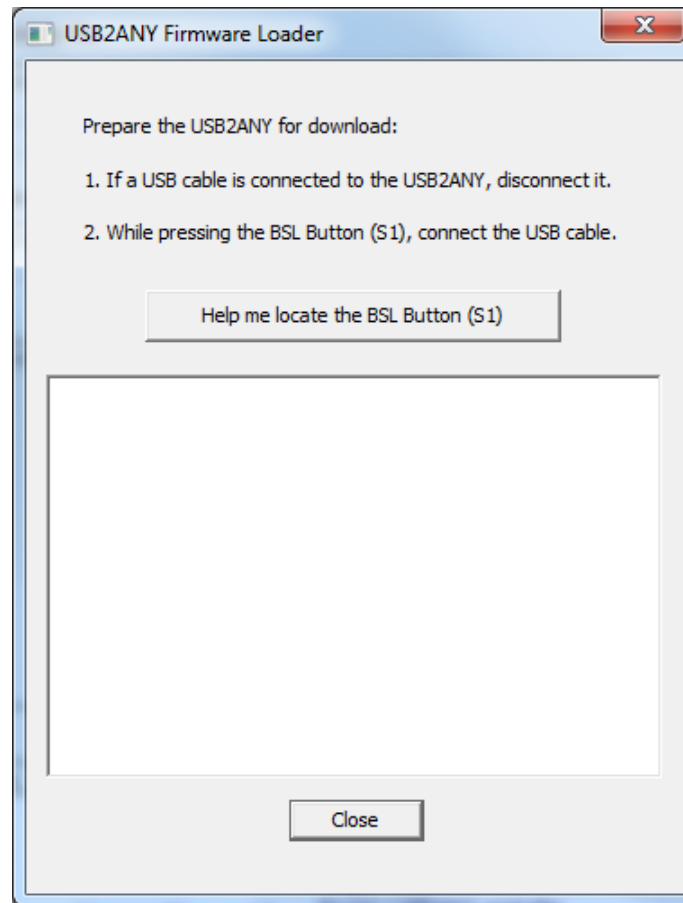 USB2ANY Firmware Loader
Prepare the USB2ANY for download:
1. If a USB cable is connected to the USB2ANY, disconnect it.
2. While pressing the BSL Button (S1), connect the USB cable.
Help me locate the BSL Button (S1)
Close